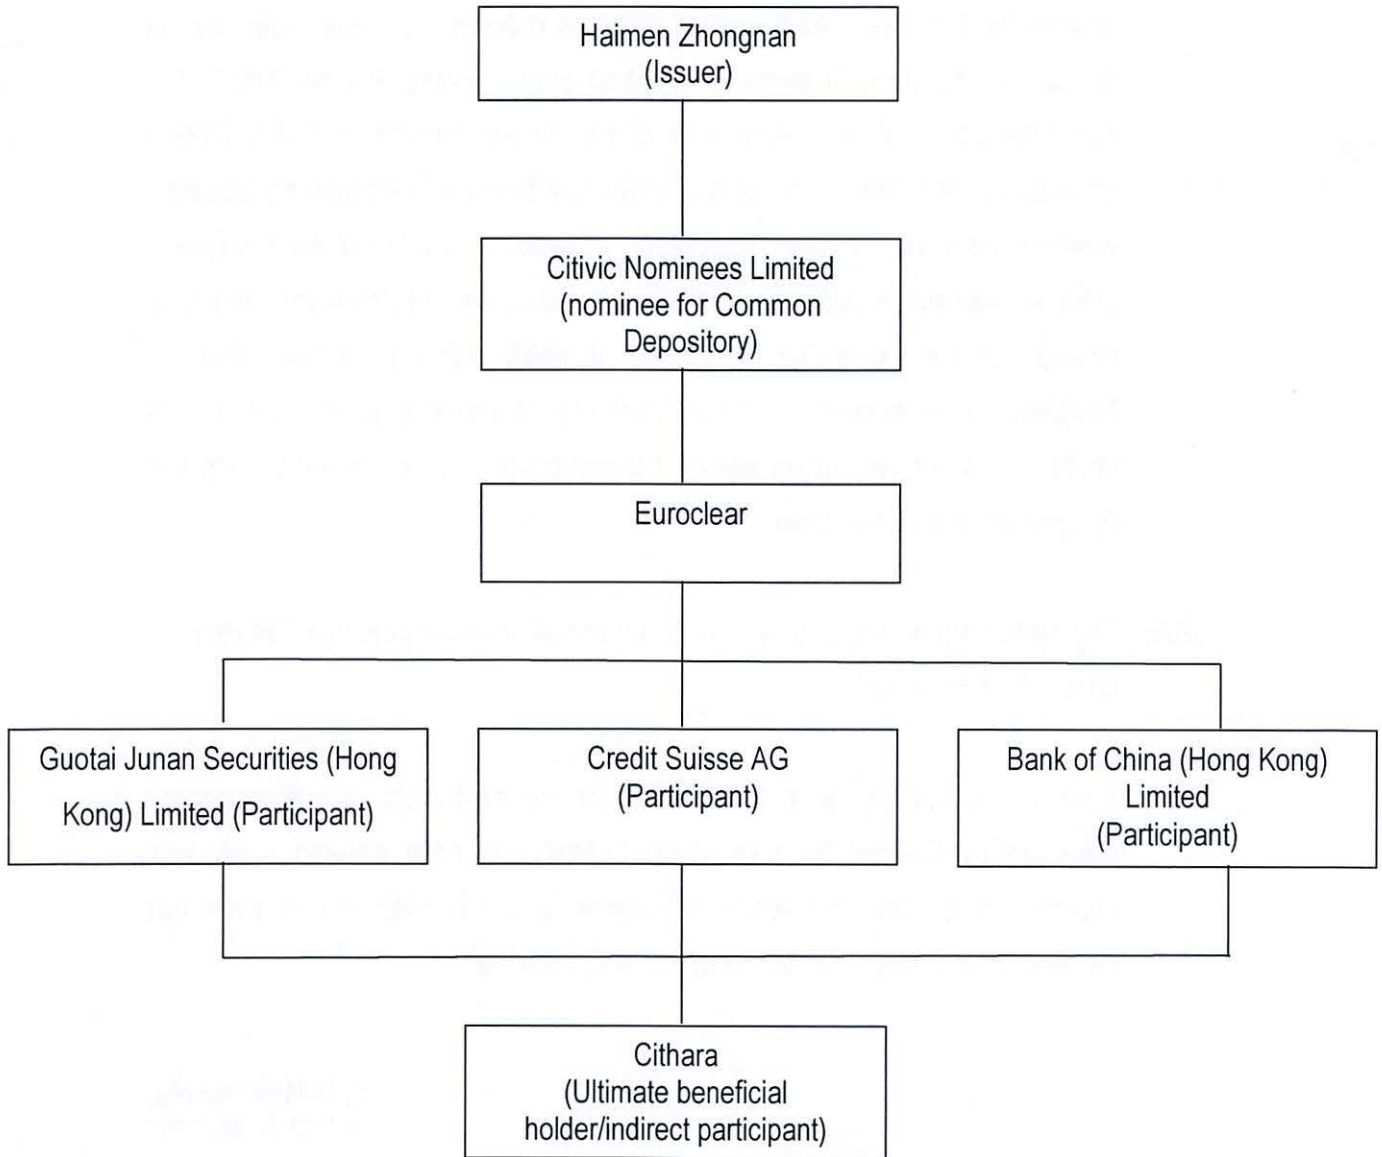 Haimen Zhongnan
(Issuer)
Citivic Nominees Limited
(nominee for Common
Depository)
Euroclear
Guotai Junan Securities (Hong
Kong) Limited (Participant)
Credit Suisse AG
(Participant)
Bank of China (Hong Kong)
Limited
(Participant)
Cithara
(Ultimate beneficial
holder/indirect participant)